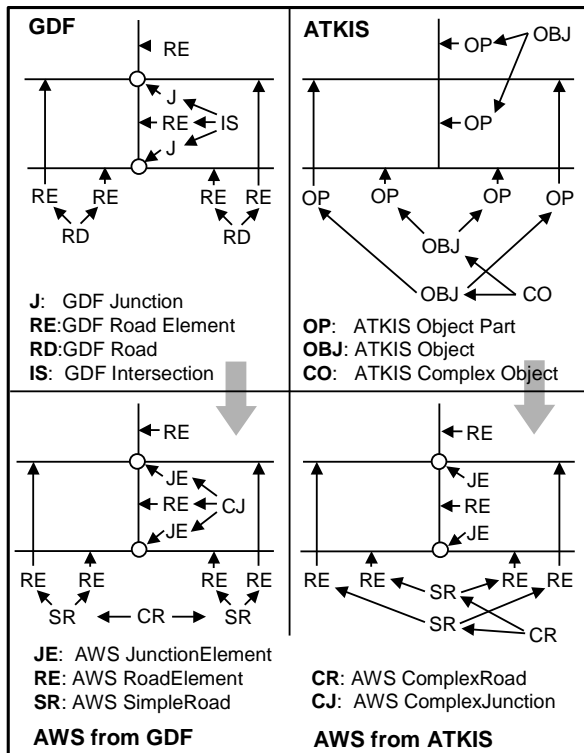 GDF
RE
J
RE IS
J
RE RE RE RE
RD RD
J: GDF Junction
RE:GDF Road Element
RD: GDF Road
IS: GDF Intersection
ATKIS
OP OBJ
OP
OP OP OP OP
OBJ
OBJ CO
OP: ATKIS Object Part
OBJ: ATKIS Object
CO: ATKIS Complex Object
RE
JE
RE CJ
JE
RE RE RE RE
SR CR SR
JE: AWS JunctionElement
RE: AWS RoadElement
SR: AWS SimpleRoad
AWS from GDF
RE
JE
RE
JE
RE RE RE RE
SR
SR CR
CR: AWS ComplexRoad
CJ: AWS ComplexJunction
AWS from ATKIS